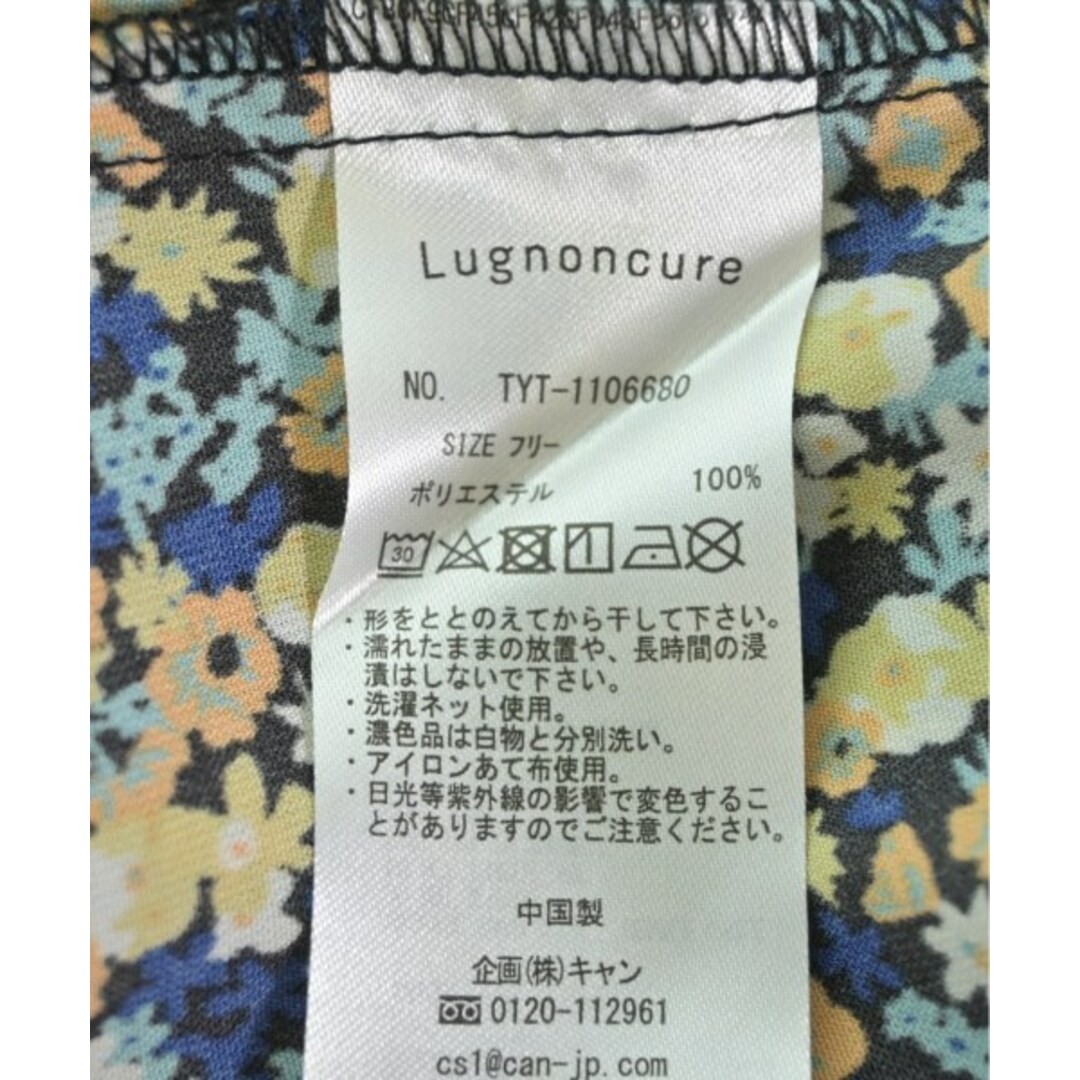 Lugnoncure
NO. TYT-1106680
SIZE フリー
ポリエステル 100%
30
・形をととのえてから干して下さい。
・濡れたままの放置や、長時間の浸
漬はしないで下さい。
・洗濯ネット使用。
・濃色品は白物と分別洗い。
・アイロンあて布使用。
・日光等紫外線の影響で変色するこ
とがありますのでご注意ください。
中国製
企画(株)キャン
0120-112961
cs1@can-jp.com